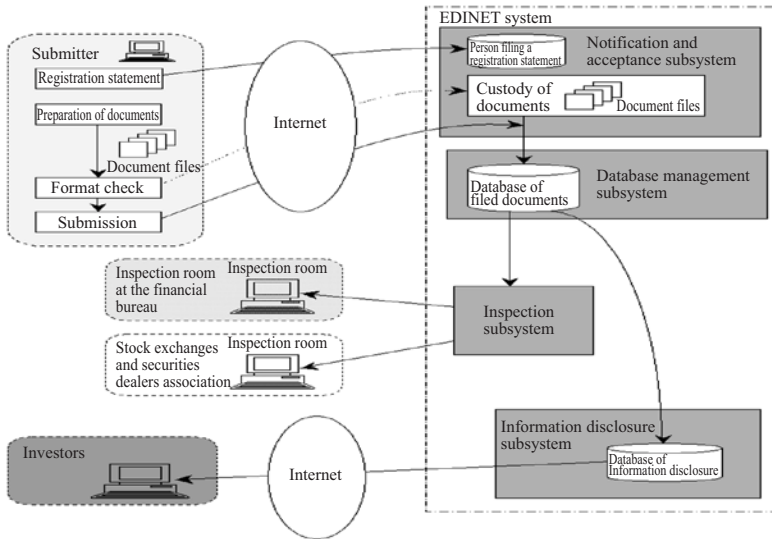 EDINET system
Submitter
Registration statement
Preparation of documents
Document files
Format check
Submission
Internet
Person filing a
registration statement
Notification and
acceptance subsystem
Custody of
documents
Document files
Database of
filed documents
Database management
subsystem
Inspection room
at the financial
bureau
Inspection room
Stock exchanges
and securities
dealers association
Inspection room
Inspection
subsystem
Investors
Internet
Information disclosure
subsystem
Database of
Information disclosure